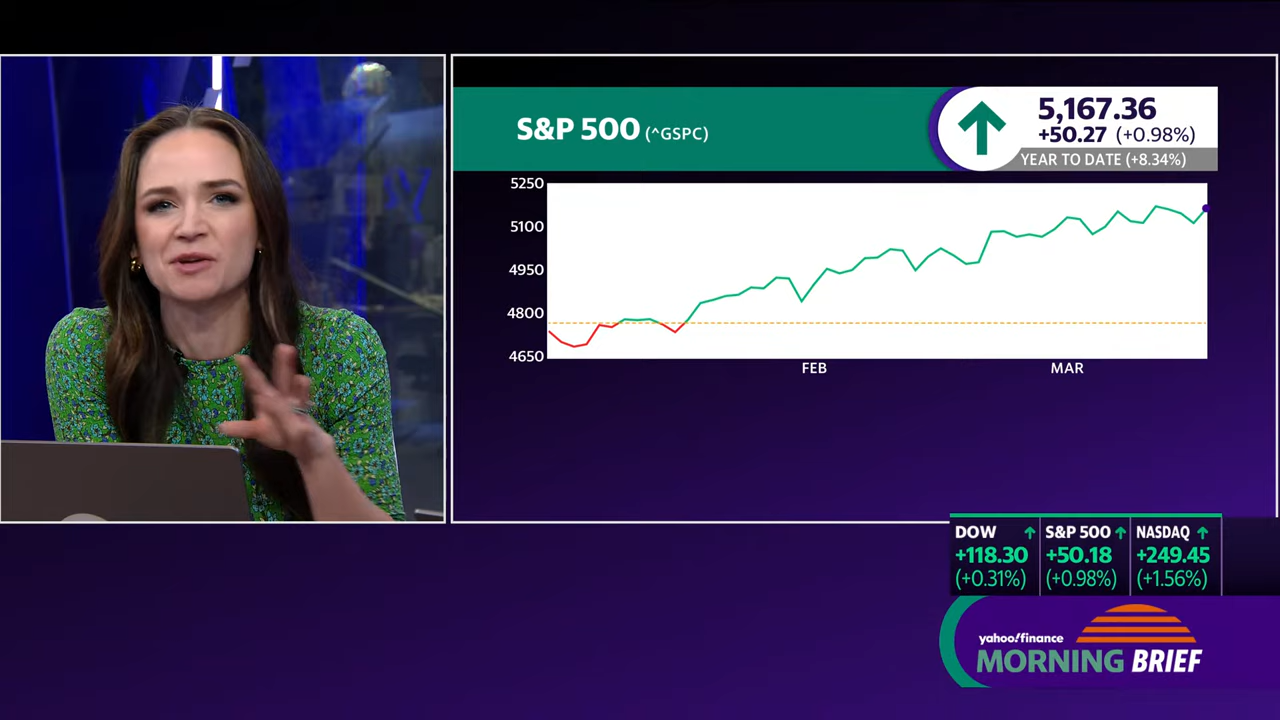 S&P 500 (^GSPC)
5,167.36
+50.27 (+0.98%)
YEAR TO DATE (+8.34%)
5250
5100
4950
4800
4650
FEB
MAR
DOW
+118.30
(+0.31%)
S&P 500
+50.18
(+0.98%)
NASDAQ
+249.45
(+1.56%)
yahoo!finance
MORNING BRIEF